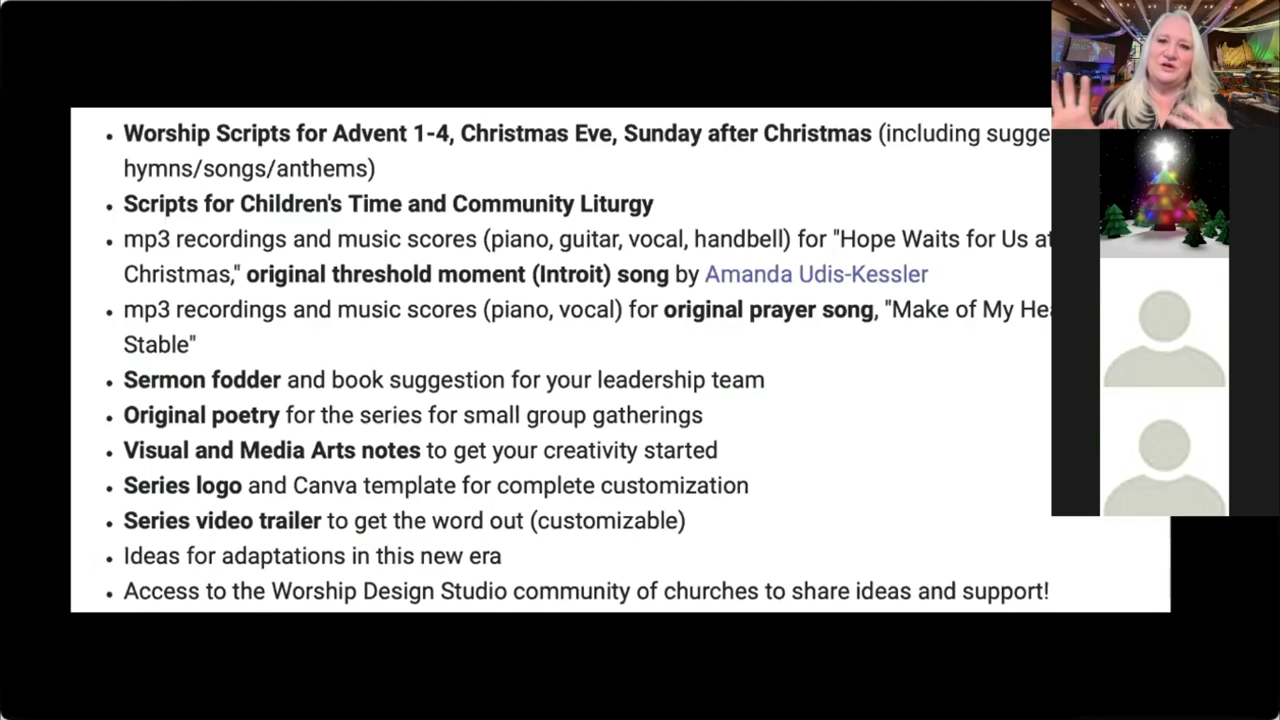 Worship Scripts for Advent 1-4, Christmas Eve, Sunday after Christmas (including sugge
hymns/songs/anthems)
Scripts for Children's Time and Community Liturgy
mp3 recordings and music scores (piano, guitar, vocal, handbell) for "Hope Waits for Us at
Christmas," original threshold moment (Introit) song by Amanda Udis-Kessler
mp3 recordings and music scores (piano, vocal) for original prayer song, "Make of My Hea
Stable"
Sermon fodder and book suggestion for your leadership team
Original poetry for the series for small group gatherings
Visual and Media Arts notes to get your creativity started
Series logo and Canva template for complete customization
Series video trailer to get the word out (customizable)
Ideas for adaptations in this new era
Access to the Worship Design Studio community of churches to share ideas and support!